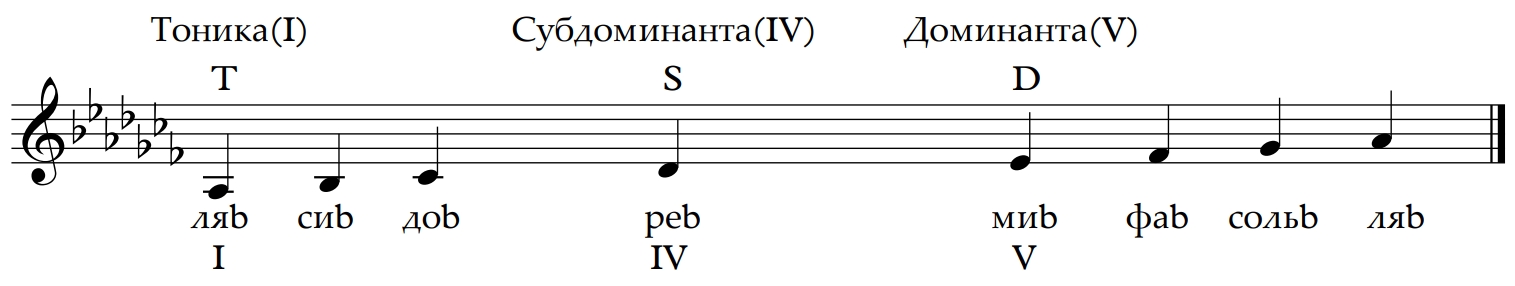 Тоника(I) Субдоминанта(IV) Доминанта(V)
T S D
ляb сиb доb реb миb фаb сольb ляb
I IV V